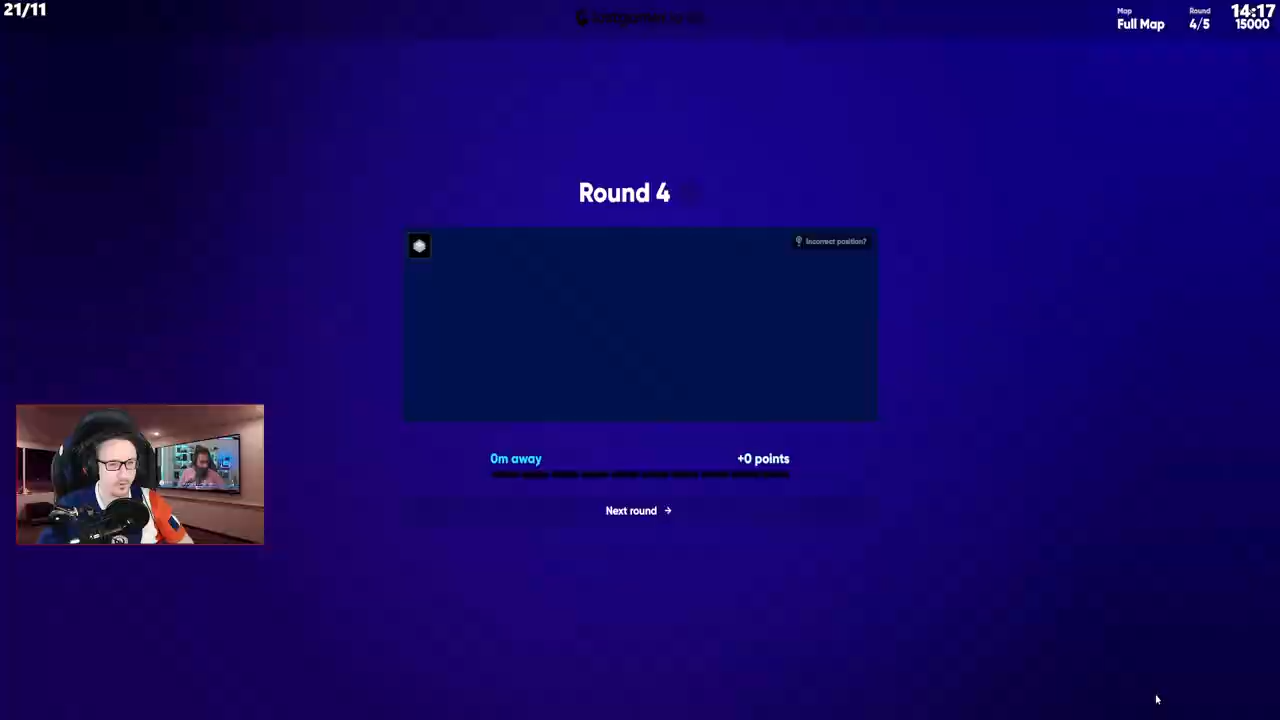 21/11
Map
Full Map
Round
4/5
14:17
15000
Round 4
Incorrect position?
0m away
+0 points
Next round →